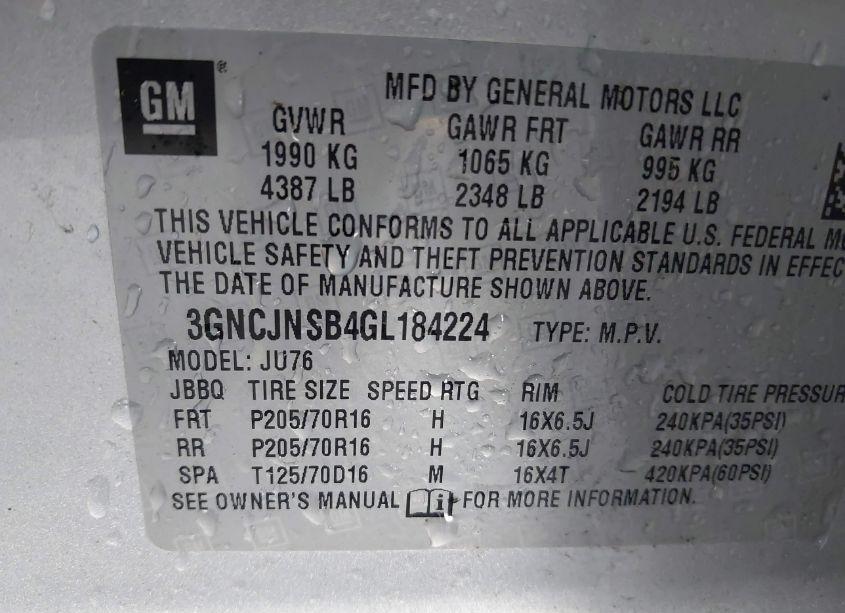 GM ®
MFD BY GENERAL MOTORS LLC
GVWR GAWR FRT GAWR RR
1990 KG 1065 KG 995 KG
4387 LB 2348 LB 2194 LB
THIS VEHICLE CONFORMS TO ALL APPLICABLE U.S. FEDERAL
VEHICLE SAFETY AND THEFT PREVENTION STANDARDS IN EFFEC
THE DATE OF MANUFACTURE SHOWN ABOVE.
3GNCJNSB4GL184224 TYPE: M.P.V.
MODEL: JU76
JBBQ TIRE SIZE SPEED RTG RIM COLD TIRE PRESSUR
FRT P205/70R16 H 16X6.5J 240KPA(35PSI)
RR P205/70R16 H 16X6.5J 240KPA(35PSI)
SPA T125/70D16 M 16X4T 420KPA(60PSI)
SEE OWNER'S MANUAL i FOR MORE INFORMATION.